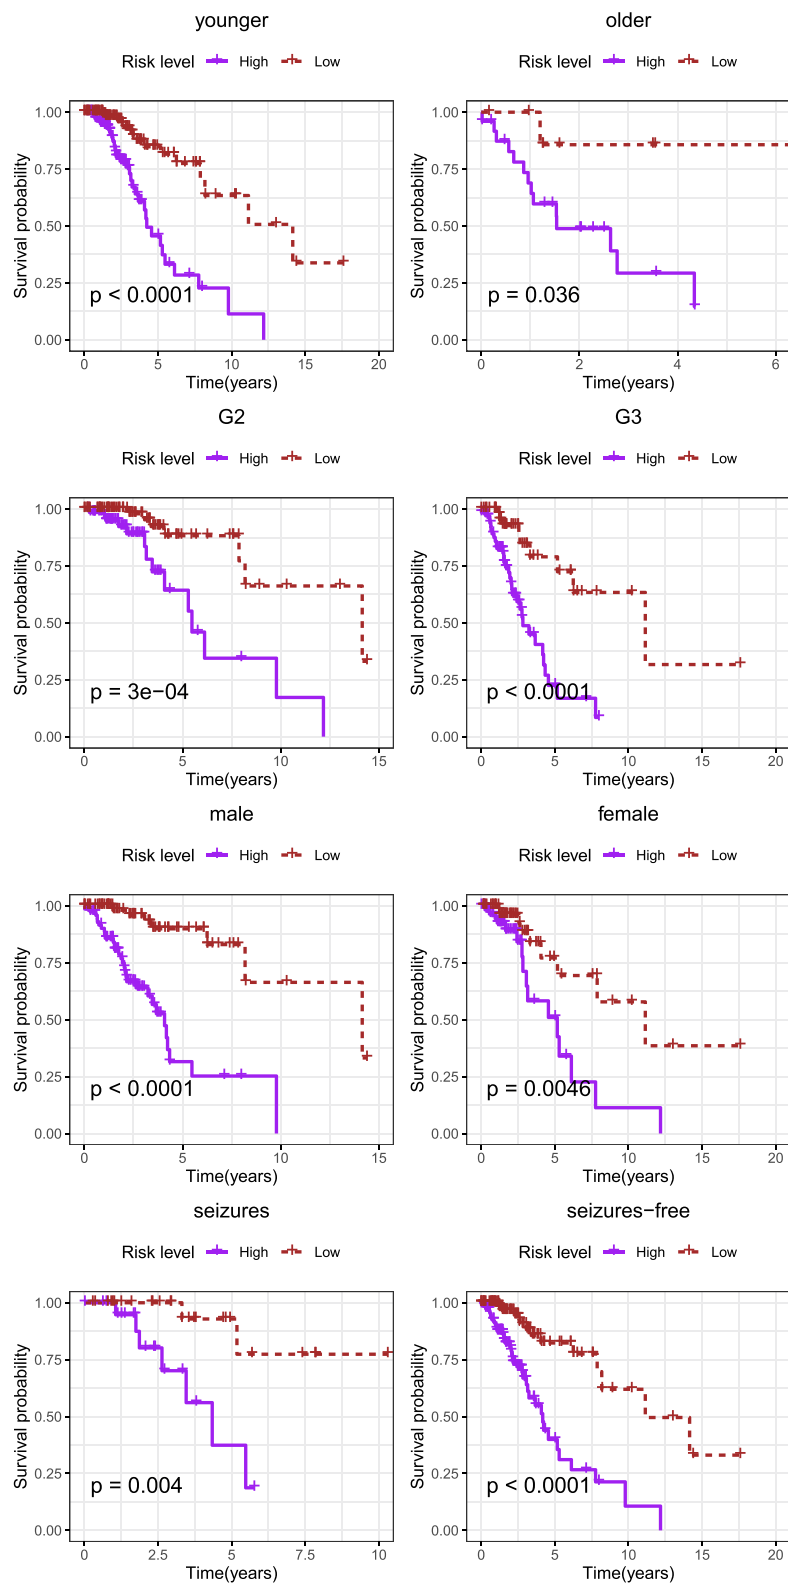 younger
Risk level High Low
Survival probability
1.00
0.75
0.50
0.25
0.00
p < 0.0001
0 5 10 15 20
Time(years)
older
Risk level High Low
Survival probability
1.00
0.75
0.50
0.25
0.00
p = 0.036
0 2 4 6
Time(years)
G2
Risk level High Low
Survival probability
1.00
0.75
0.50
0.25
0.00
p = 3e−04
0 5 10 15
Time(years)
G3
Risk level High Low
Survival probability
1.00
0.75
0.50
0.25
0.00
p < 0.0001
0 5 10 15 20
Time(years)
male
Risk level High Low
Survival probability
1.00
0.75
0.50
0.25
0.00
p < 0.0001
0 5 10 15
Time(years)
female
Risk level High Low
Survival probability
1.00
0.75
0.50
0.25
0.00
p = 0.0046
0 5 10 15 20
Time(years)
seizures
Risk level High Low
Survival probability
1.00
0.75
0.50
0.25
0.00
p = 0.004
0 2.5 5 7.5 10
Time(years)
seizures−free
Risk level High Low
Survival probability
1.00
0.75
0.50
0.25
0.00
p < 0.0001
0 5 10 15 20
Time(years)